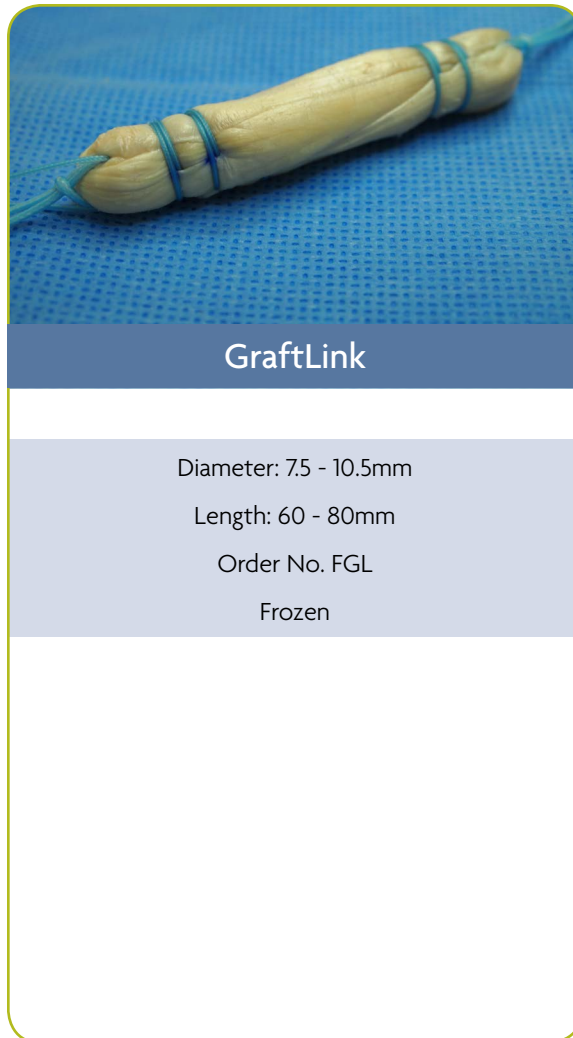 GraftLink
Diameter: 7.5 - 10.5mm
Length: 60 - 80mm
Order No. FGL
Frozen